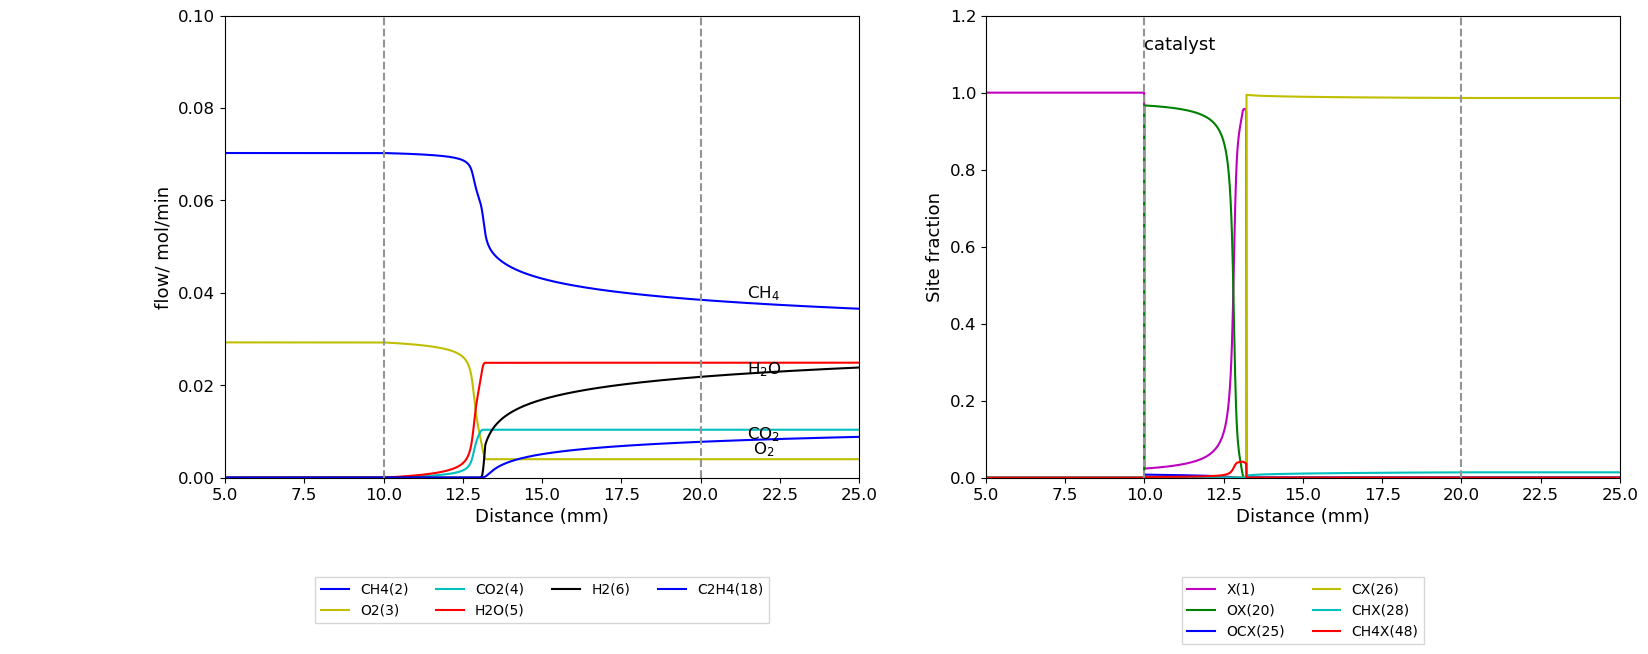 0.10
0.08
0.06
0.04
0.02
0.00
flow/ mol/min
CH4
H2O
CO2
O2
5.0 7.5 10.0 12.5 15.0 17.5 20.0 22.5 25.0
Distance (mm)
CH4(2) CO2(4) H2(6) C2H4(18)
O2(3) H2O(5)
1.2
1.0
0.8
0.6
0.4
0.2
0.0
Site fraction
catalyst
5.0 7.5 10.0 12.5 15.0 17.5 20.0 22.5 25.0
Distance (mm)
X(1) CX(26)
OX(20) CHX(28)
OCX(25) CH4X(48)